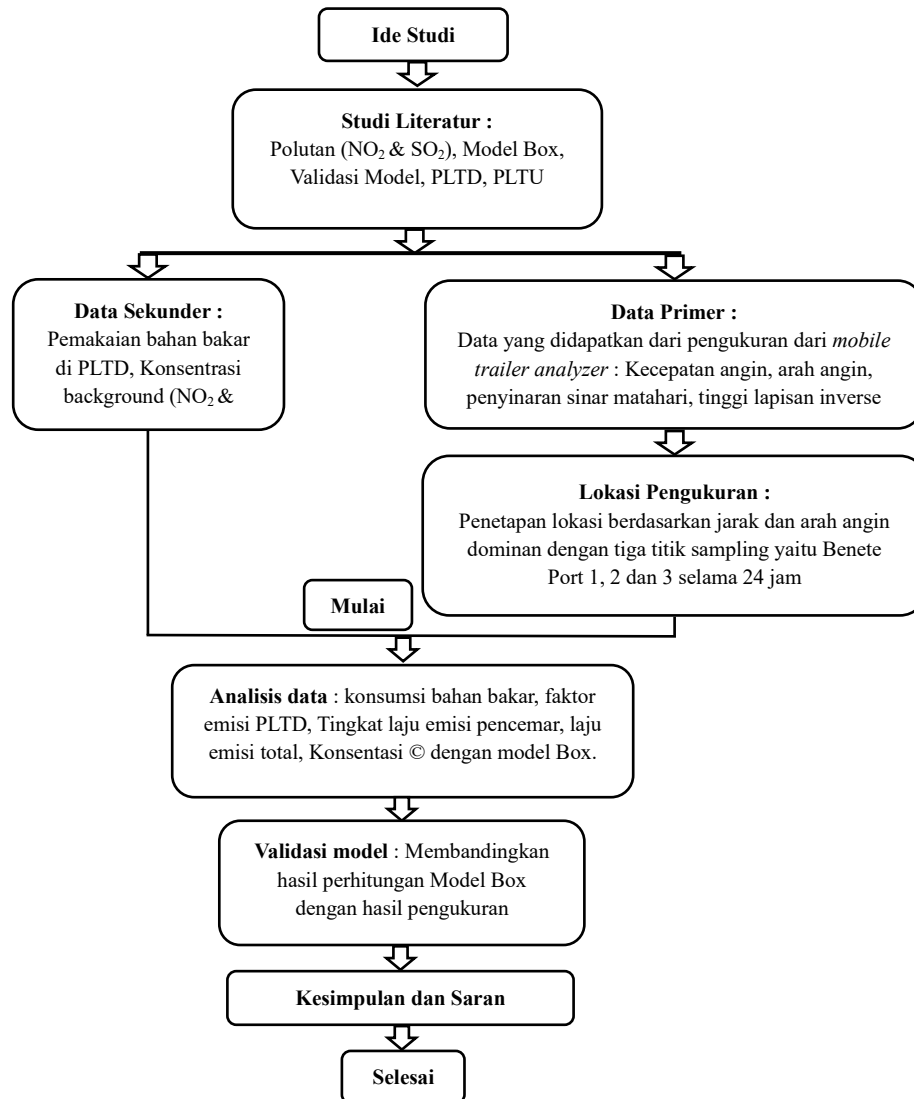 Ide Studi
Studi Literatur :
Polutan (NO₂ & SO₂), Model Box,
Validasi Model, PLTD, PLTU
Data Sekunder :
Pemakaian bahan bakar
di PLTD, Konsentrasi
background (NO₂ &
Data Primer :
Data yang didapatkan dari pengukuran dari mobile
trailer analyzer : Kecepatan angin, arah angin,
penyinaran sinar matahari, tinggi lapisan inverse
Lokasi Pengukuran :
Penetapan lokasi berdasarkan jarak dan arah angin
dominan dengan tiga titik sampling yaitu Benete
Port 1, 2 dan 3 selama 24 jam
Mulai
Analisis data : konsumsi bahan bakar, faktor
emisi PLTD, Tingkat laju emisi pencemar, laju
emisi total, Konsentasi © dengan model Box.
Validasi model : Membandingkan
hasil perhitungan Model Box
dengan hasil pengukuran
Kesimpulan dan Saran
Selesai